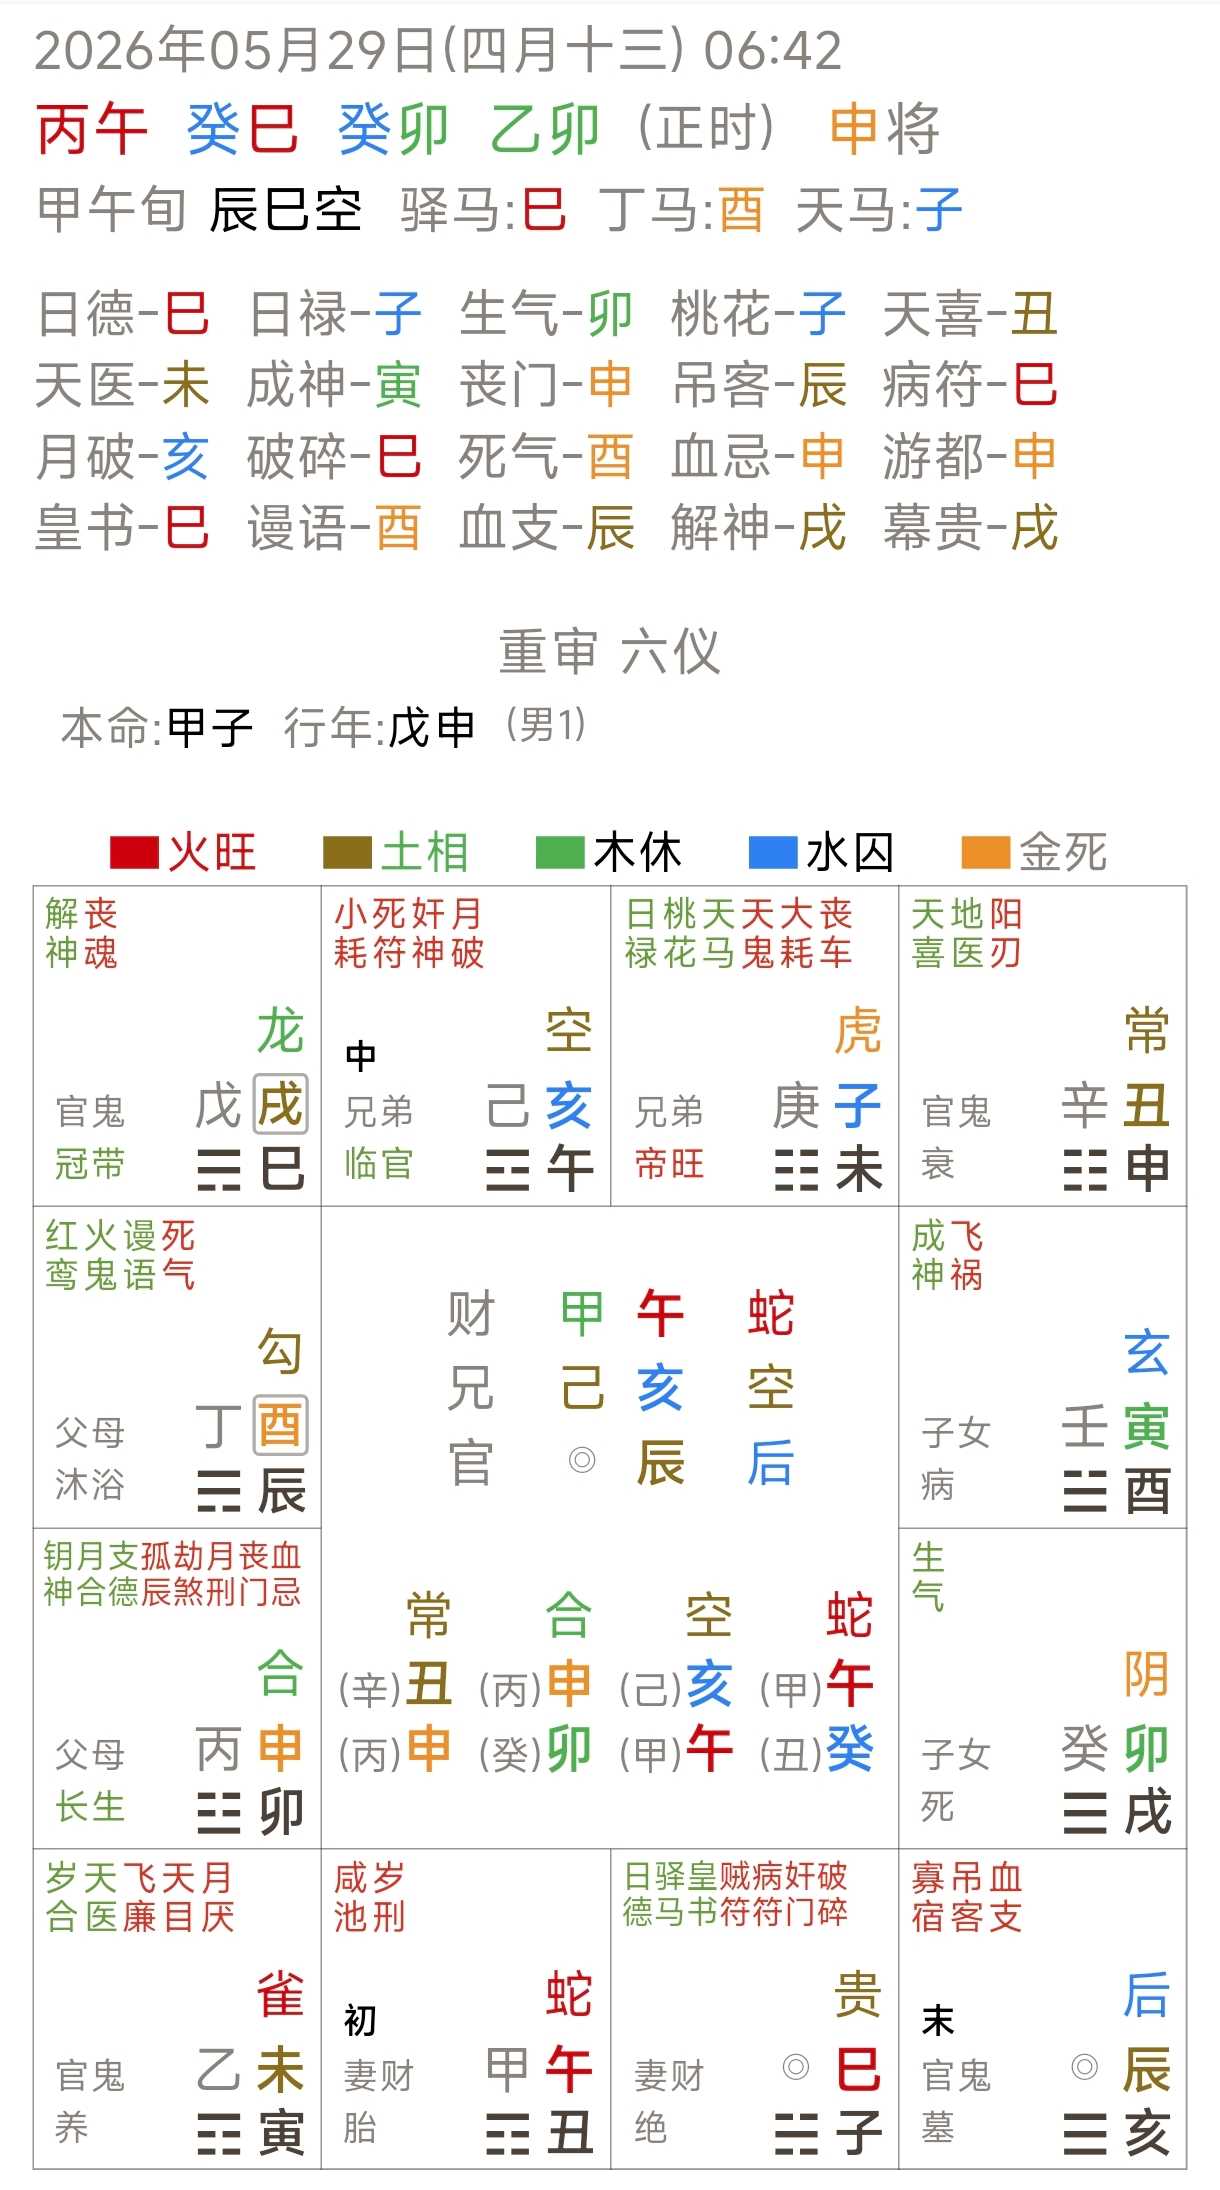 2026年05月29日(四月十三) 06:42
丙午 癸巳 癸卯 乙卯 (正时) 申将
甲午旬 辰巳空 驿马:巳 丁马:酉 天马:子
日德-巳 日禄-子 生气-卯 桃花-子 天喜-丑
天医-未 成神-寅 丧门-申 吊客-辰 病符-巳
月破-亥 破碎-巳 死气-酉 血忌-申 游都-申
皇书-巳 谩语-酉 血支-辰 解神-戌 幕贵-戌
重审 六仪
本命:甲子 行年:戊申 (男1)
火旺 土相 木休 水囚 金死
解丧
神魂
龙
官鬼 戊 戌
冠带 ☴ 巳
小死奸月
耗符神破
中 空
兄弟 己 亥
临官 ☲ 午
日桃天天大丧
禄花马鬼耗车
虎
兄弟 庚 子
帝旺 ☷ 未
天地阳
喜医刃
常
官鬼 辛 丑
衰 ☷ 申
红火谩死
鸾鬼语气
勾
父母 丁 酉
沐浴 ☴ 辰
财 甲 午 蛇
兄 己 亥 空
官 ◎ 辰 后
成飞
神祸
玄
子女 壬 寅
病 ☱ 酉
钥月支孤劫月丧血
神合德辰煞刑门忌
合
父母 丙 申
长生 ☳ 卯
常 合 空 蛇
(辛)丑 (丙)申 (己)亥 (甲)午
(丙)申 (癸)卯 (甲)午 (丑)癸
生
气
阴
子女 癸 卯
死 ☰ 戌
岁天飞天月
合医廉目厌
雀
官鬼 乙 未
养 ☶ 寅
咸岁
池刑
初 蛇
妻财 甲 午
胎 ☶ 丑
日驿皇贼病奸破
德马书符符门碎
贵
妻财 ◎ 巳
绝 ☵ 子
寡吊血
宿客支
末 后
官鬼 ◎ 辰
墓 ☰ 亥